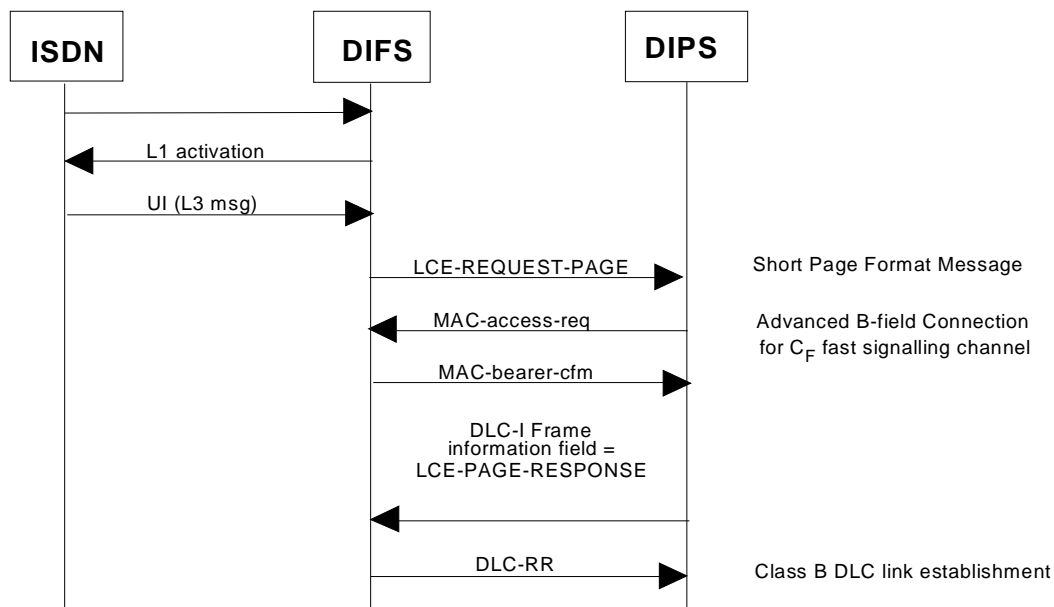 ISDN DIFS DIPS
L1 activation
UI (L3 msg)
LCE-REQUEST-PAGE Short Page Format Message
MAC-access-req Advanced B-field Connection
for CF fast signalling channel
MAC-bearer-cfm
DLC-I Frame
information field =
LCE-PAGE-RESPONSE
DLC-RR Class B DLC link establishment